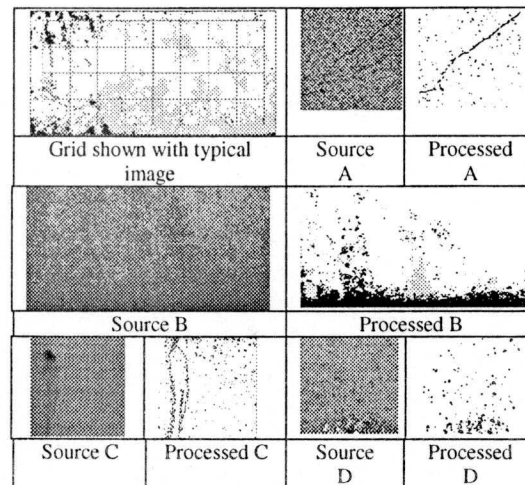 Grid shown with typical
image
Source
A
Processed
A
Source B
Processed B
Source C
Processed C
Source
D
Processed
D